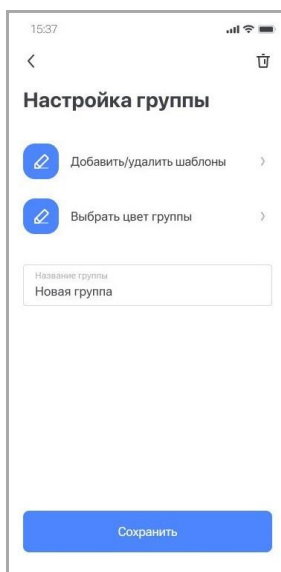 15:37
Настройка группы
Добавить/удалить шаблоны
Выбрать цвет группы
Название группы
Новая группа
Сохранить